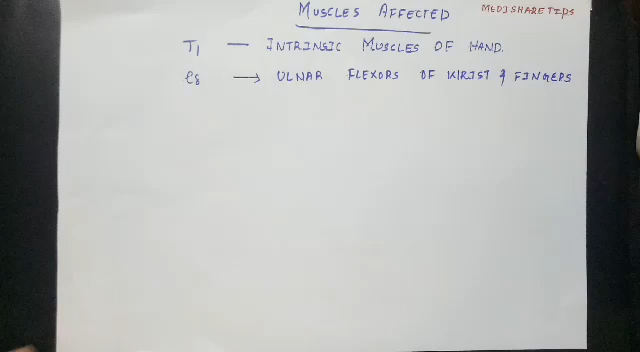 MUSCLES AFFECTED
MEDISHARETIPS
T1 — INTRINSIC MUSCLES OF HAND.
C8 → ULNAR FLEXORS OF WRIST & FINGERS